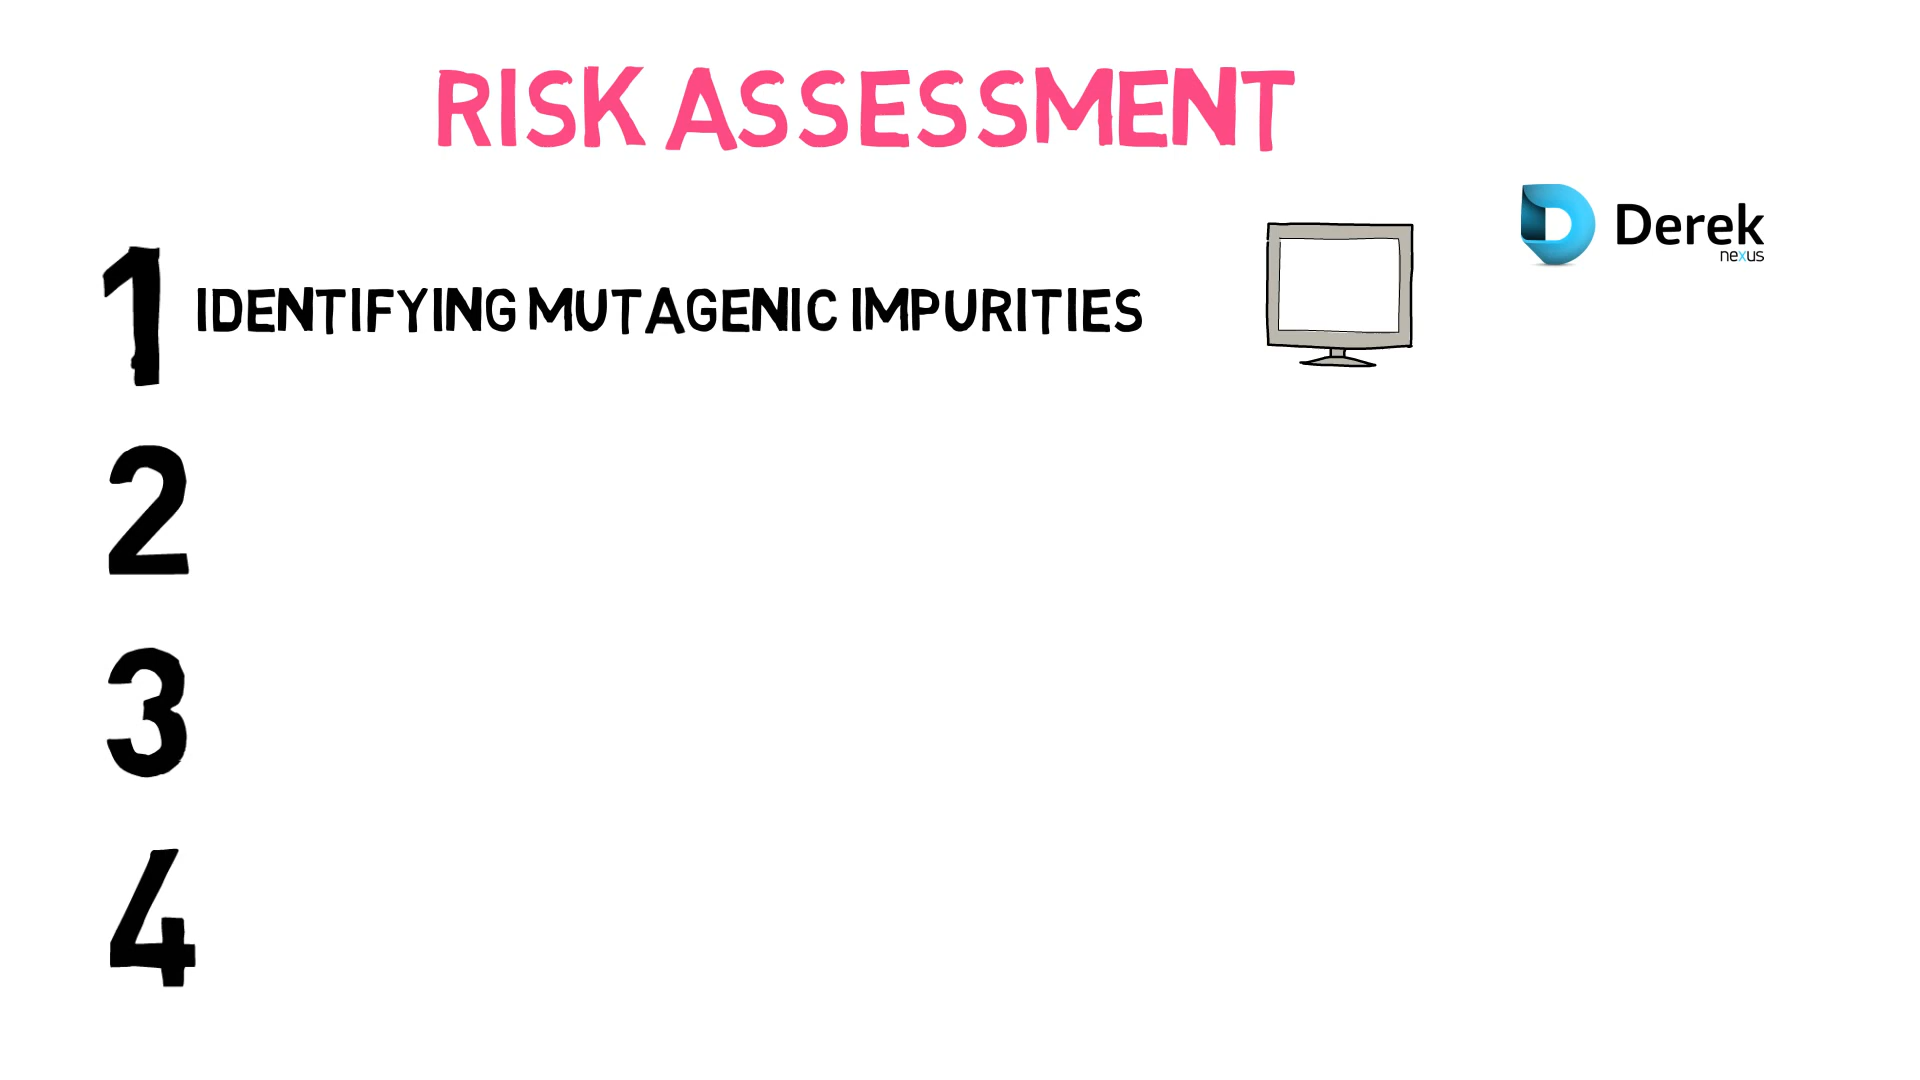 RISK ASSESSMENT
Derek
nexus
1 IDENTIFYING MUTAGENIC IMPURITIES
2
3
4